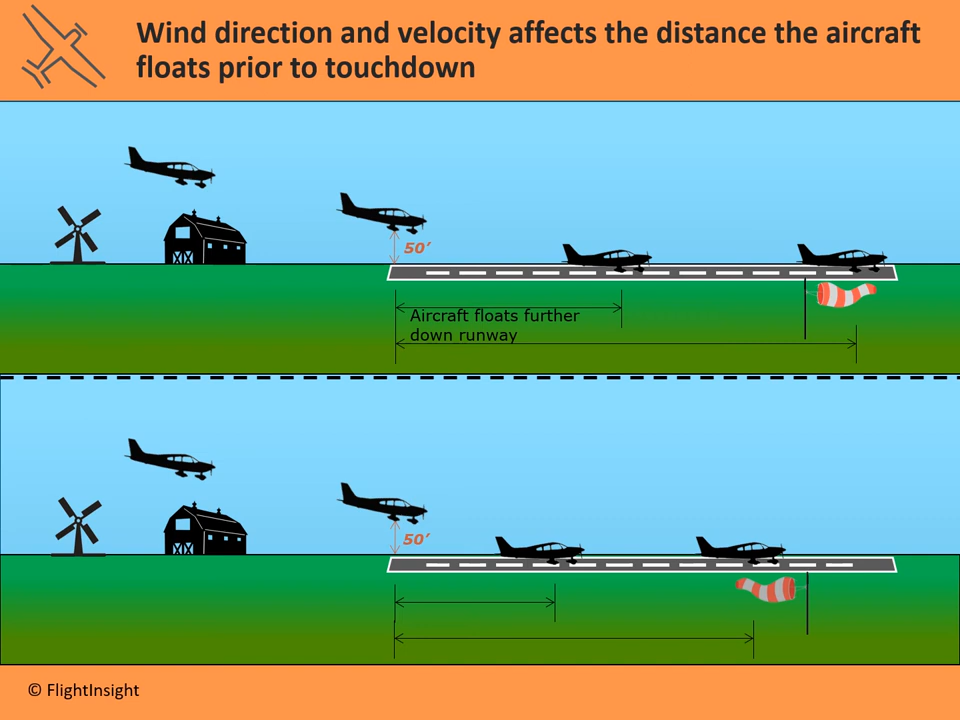 Wind direction and velocity affects the distance the aircraft
floats prior to touchdown
50′
Aircraft floats further
down runway
50′
© FlightInsight